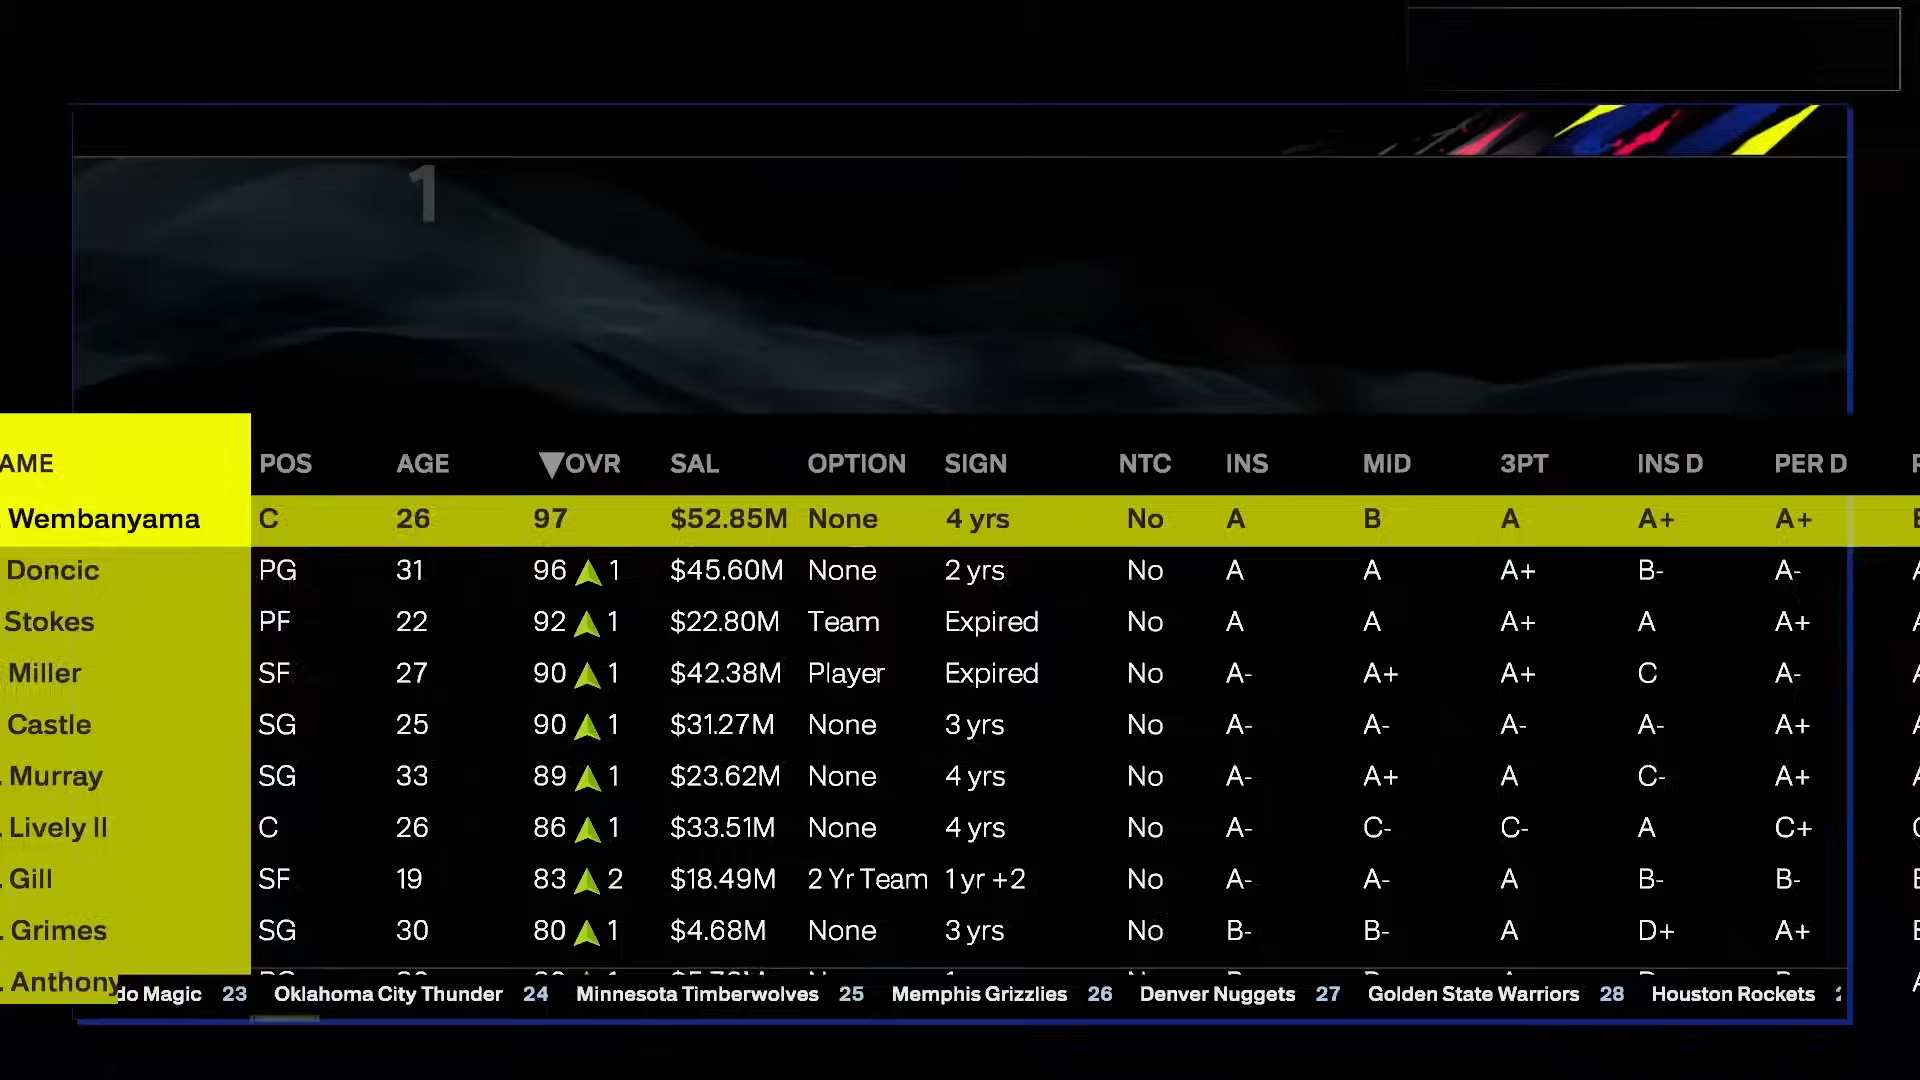 1
AME POS AGE ▼OVR SAL OPTION SIGN NTC INS MID 3PT INS D PER D
. Wembanyama C 26 97 $52.85M None 4 yrs No A B A A+ A+
Doncic PG 31 96 ▲ 1 $45.60M None 2 yrs No A A A+ B- A-
Stokes PF 22 92 ▲ 1 $22.80M Team Expired No A A A+ A A+
. Miller SF 27 90 ▲ 1 $42.38M Player Expired No A- A+ A+ C A-
Castle SG 25 90 ▲ 1 $31.27M None 3 yrs No A- A- A- A- A+
. Murray SG 33 89 ▲ 1 $23.62M None 4 yrs No A- A+ A C- A+
. Lively II C 26 86 ▲ 1 $33.51M None 4 yrs No A- C- C- A C+
. Gill SF 19 83 ▲ 2 $18.49M 2 Yr Team 1 yr +2 No A- A- A B- B-
. Grimes SG 30 80 ▲ 1 $4.68M None 3 yrs No B- B- A D+ A+
. Anthony
do Magic 23 Oklahoma City Thunder 24 Minnesota Timberwolves 25 Memphis Grizzlies 26 Denver Nuggets 27 Golden State Warriors 28 Houston Rockets